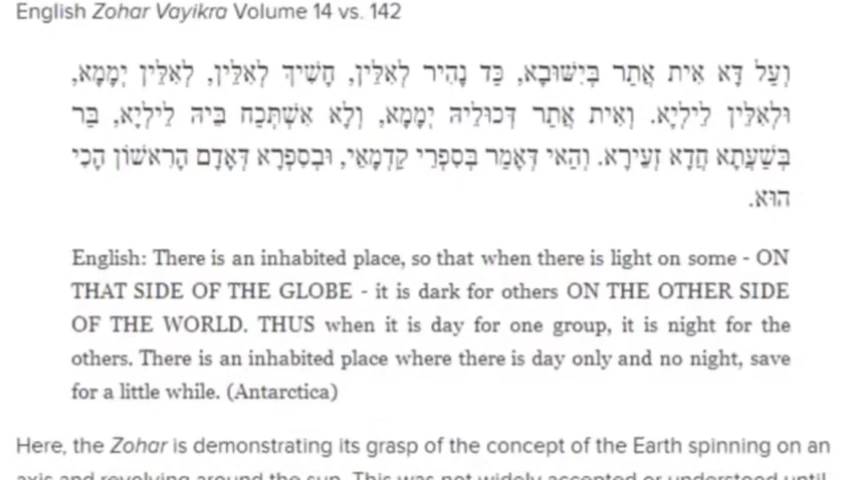 English Zohar Vayikra Volume 14 vs. 142
וְעַל דָּא אִית אֲתַר בְּיִשׁוּבָא, כַּד נָהִיר לְאִלֵּין, חָשִׁיךְ לְאִלֵּין, לְאִלֵּין יְמָמָא,
וּלְאִלֵּין לֵילְיָא. וְאִית אֲתַר דְּכוּלֵּיהּ יְמָמָא, וְלָא אִשְׁתְּכַח בֵּיהּ לֵילְיָא, בַּר
בְּשַׁעֲתָא חֲדָא זְעֵירָא. וְהַאי דְּאָמַר בְּסִפְרֵי קַדְמָאֵי, וּבְסִפְרָא דְּאָדָם הָרִאשׁוֹן הָכִי
הוּא.
English: There is an inhabited place, so that when there is light on some - ON
THAT SIDE OF THE GLOBE - it is dark for others ON THE OTHER SIDE
OF THE WORLD. THUS when it is day for one group, it is night for the
others. There is an inhabited place where there is day only and no night, save
for a little while. (Antarctica)
Here, the Zohar is demonstrating its grasp of the concept of the Earth spinning on an
axis and revolving around the sun. This was not widely accepted or understood until